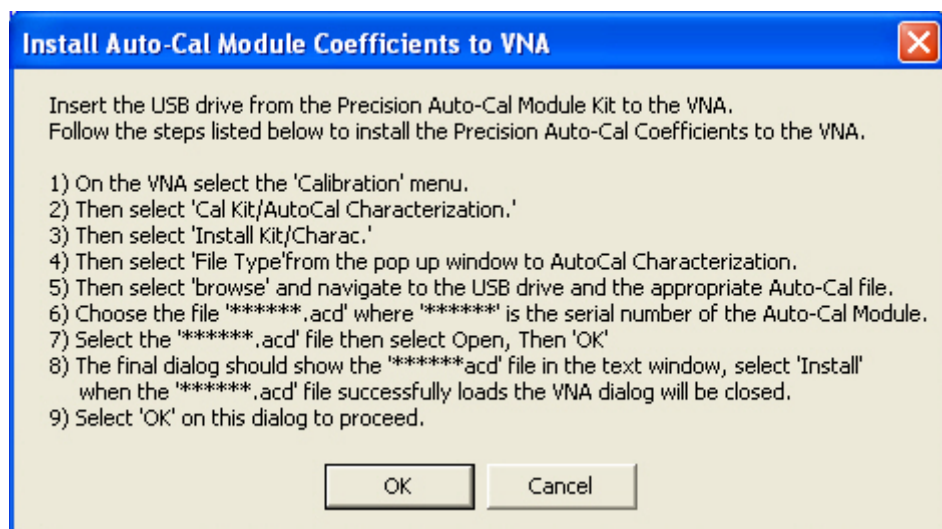 Install Auto-Cal Module Coefficients to VNA
Insert the USB drive from the Precision Auto-Cal Module Kit to the VNA.
Follow the steps listed below to install the Precision Auto-Cal Coefficients to the VNA.
1) On the VNA select the 'Calibration' menu.
2) Then select 'Cal Kit/AutoCal Characterization.'
3) Then select 'Install Kit/Charac.'
4) Then select 'File Type'from the pop up window to AutoCal Characterization.
5) Then select 'browse' and navigate to the USB drive and the appropriate Auto-Cal file.
6) Choose the file '******.acd' where '******' is the serial number of the Auto-Cal Module.
7) Select the '******.acd' file then select Open, Then 'OK'
8) The final dialog should show the '******acd' file in the text window, select 'Install'
when the '******.acd' file successfully loads the VNA dialog will be closed.
9) Select 'OK' on this dialog to proceed.
OK
Cancel